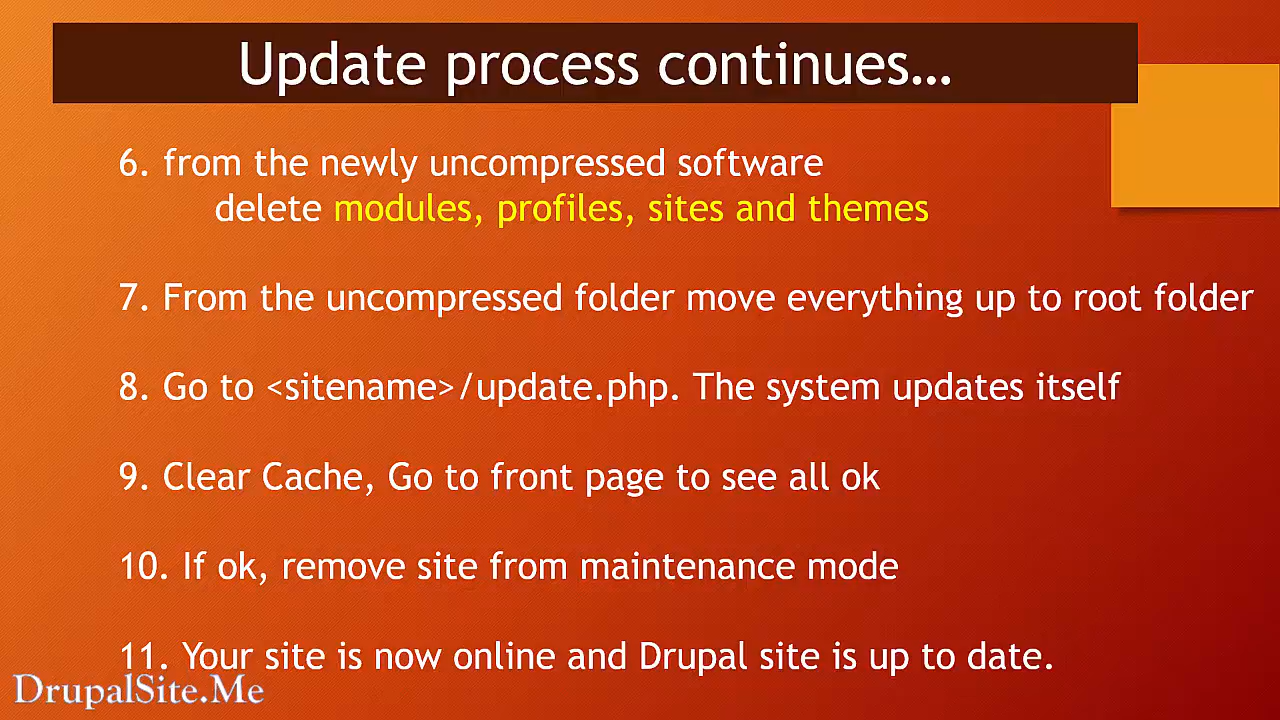 Update process continues…
6. from the newly uncompressed software
delete modules, profiles, sites and themes
7. From the uncompressed folder move everything up to root folder
8. Go to <sitename>/update.php. The system updates itself
9. Clear Cache, Go to front page to see all ok
10. If ok, remove site from maintenance mode
11. Your site is now online and Drupal site is up to date.
DrupalSite.Me